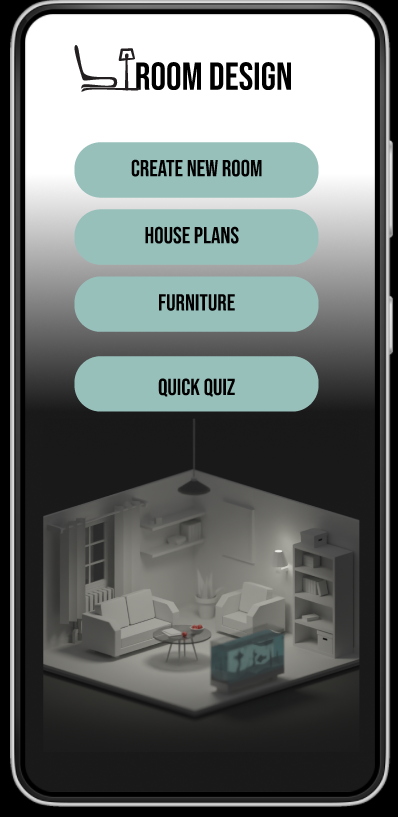 ROOM DESIGN
CREATE NEW ROOM
HOUSE PLANS
FURNITURE
QUICK QUIZ